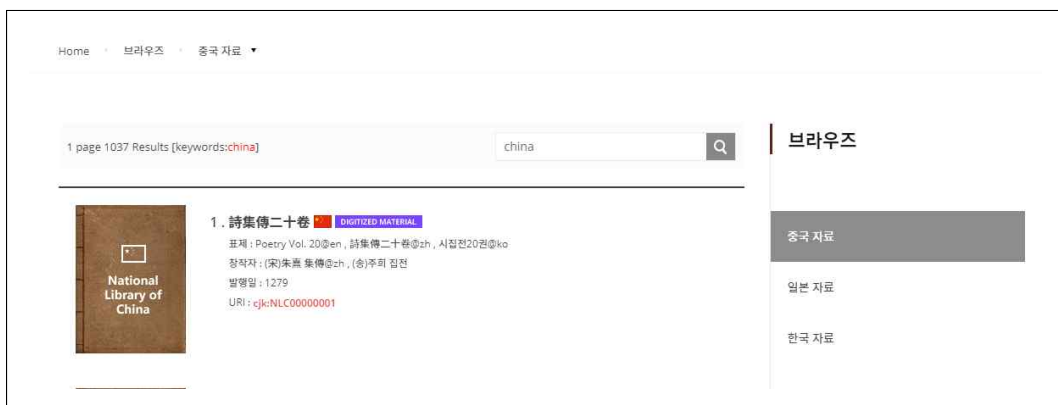 Home 브라우즈 중국 자료 ▼
1 page 1037 Results [keywords:china]
china
브라우즈
중국 자료
일본 자료
한국 자료
National
Library of
China
1 . 詩集傳二十卷 DIGITIZED MATERIAL
표제 : Poetry Vol. 20@en , 詩集傳二十卷@zh , 시집전20권@ko
창작자 : (宋)朱熹 集傳@zh , (송)주희 집전
발행일 : 1279
URI : cjk:NLC00000001